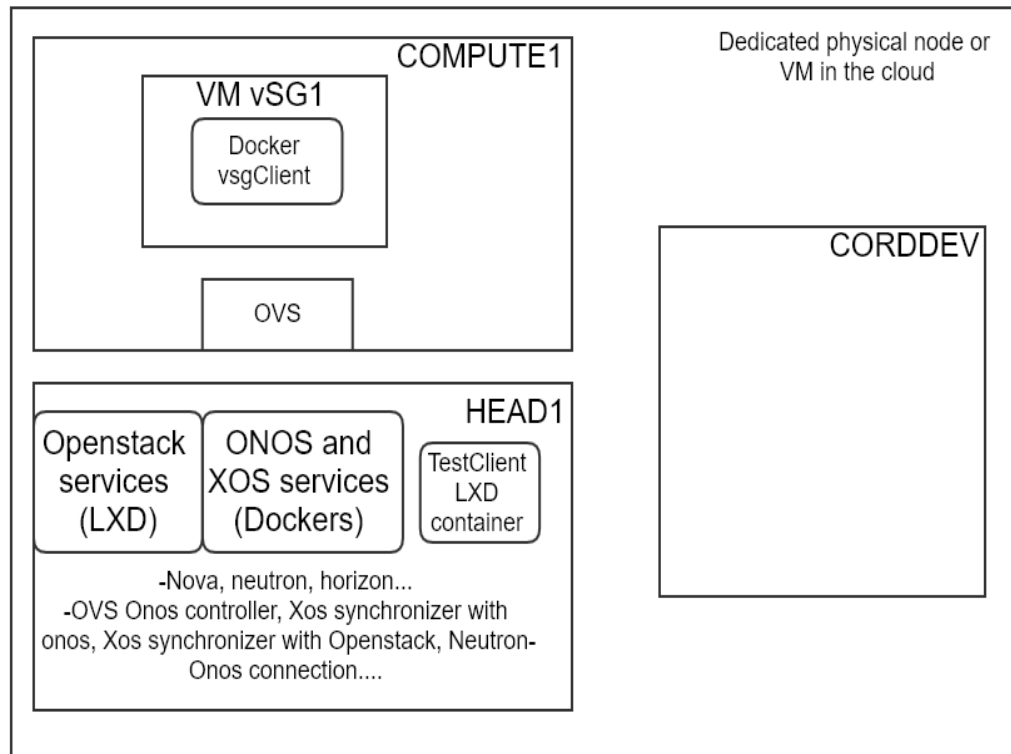 COMPUTE1
Dedicated physical node or
VM in the cloud
VM vSG1
Docker
vsgClient
OVS
CORDDEV
HEAD1
Openstack
services
(LXD)
ONOS and
XOS services
(Dockers)
TestClient
LXD
container
-Nova, neutron, horizon...
-OVS Onos controller, Xos synchronizer with
onos, Xos synchronizer with Openstack, Neutron-
Onos connection....